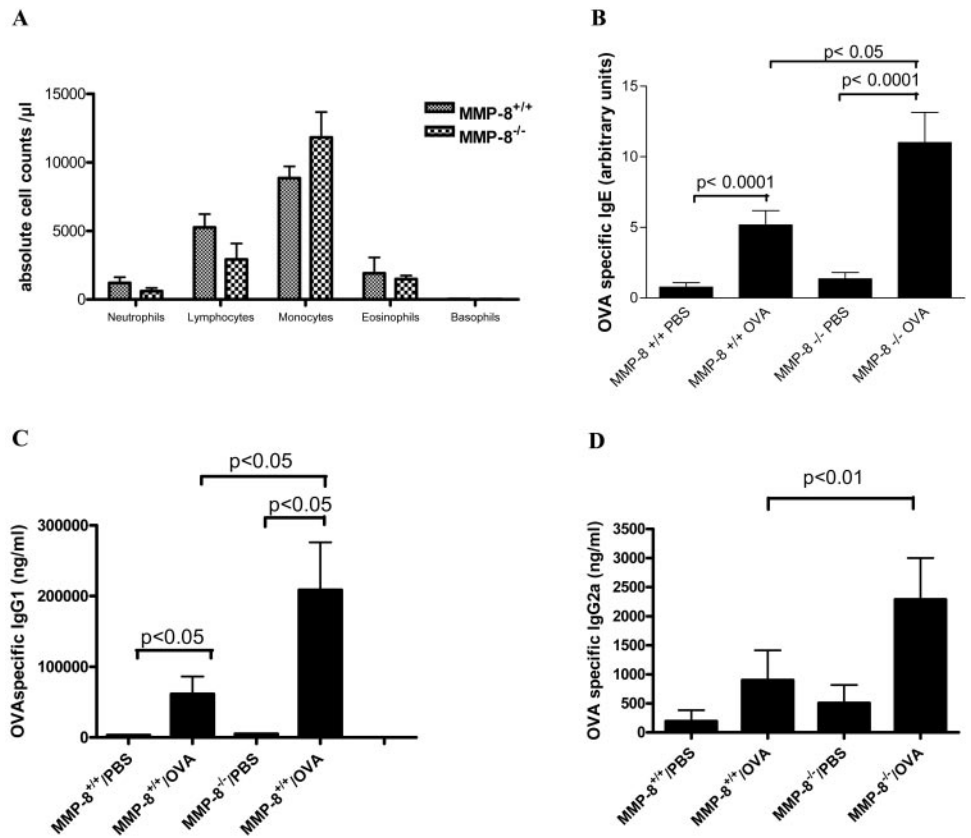 A
absolute cell counts /µl
15000
10000
5000
0
MMP-8+/+
MMP-8-/-
Neutrophils Lymphocytes Monocytes Eosinophils Basophils
B
OVA specific IgE (arbitrary units)
p< 0.05
p< 0.0001
p< 0.0001
15
10
5
0
MMP-8 +/+ PBS
MMP-8 +/+ OVA
MMP-8 -/- PBS
MMP-8 -/- OVA
C
OVAspecific IgG1 (ng/ml)
p<0.05
p<0.05
p<0.05
300000
200000
100000
0
MMP-8+/+/PBS
MMP-8+/+/OVA
MMP-8-/-/PBS
MMP-8+/+/OVA
D
OVA specific IgG2a (ng/ml)
p<0.01
3500
3000
2500
2000
1500
1000
500
0
MMP-8+/+/PBS
MMP-8+/+/OVA
MMP-8-/-/PBS
MMP-8-/-/OVA